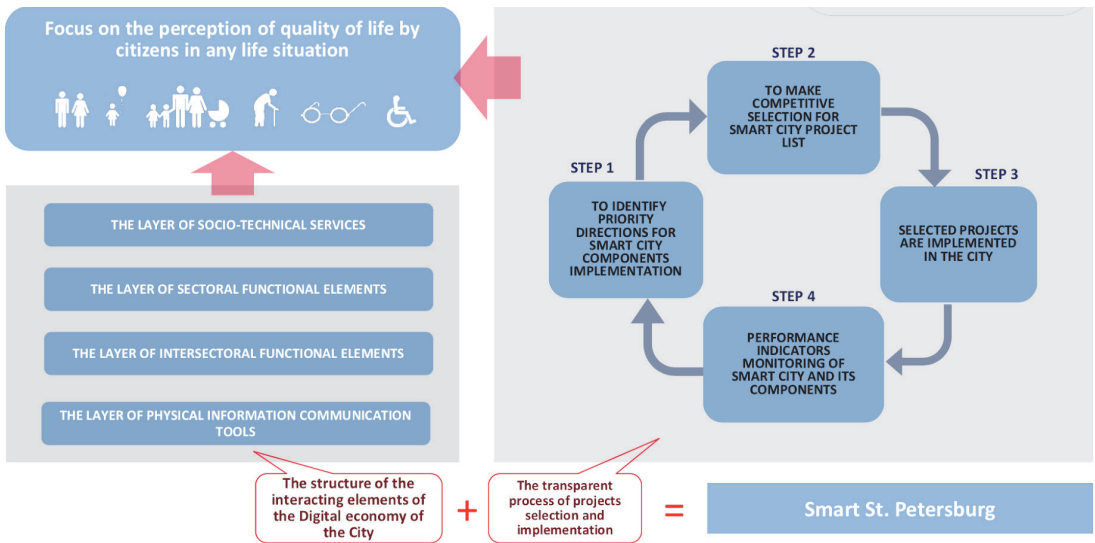 Focus on the perception of quality of life by
citizens in any life situation
THE LAYER OF SOCIO-TECHNICAL SERVICES
THE LAYER OF SECTORAL FUNCTIONAL ELEMENTS
THE LAYER OF INTERSECTORAL FUNCTIONAL ELEMENTS
THE LAYER OF PHYSICAL INFORMATION COMMUNICATION
TOOLS
STEP 1
TO IDENTIFY
PRIORITY
DIRECTIONS FOR
SMART CITY
COMPONENTS
IMPLEMENTATION
STEP 2
TO MAKE
COMPETITIVE
SELECTION FOR
SMART CITY PROJECT
LIST
STEP 3
SELECTED PROJECTS
ARE IMPLEMENTED
IN THE CITY
STEP 4
PERFORMANCE
INDICATORS
MONITORING OF
SMART CITY AND ITS
COMPONENTS
The structure of the
interacting elements of
the Digital economy of
the City
+
The transparent
process of projects
selection and
implementation
=
Smart St. Petersburg